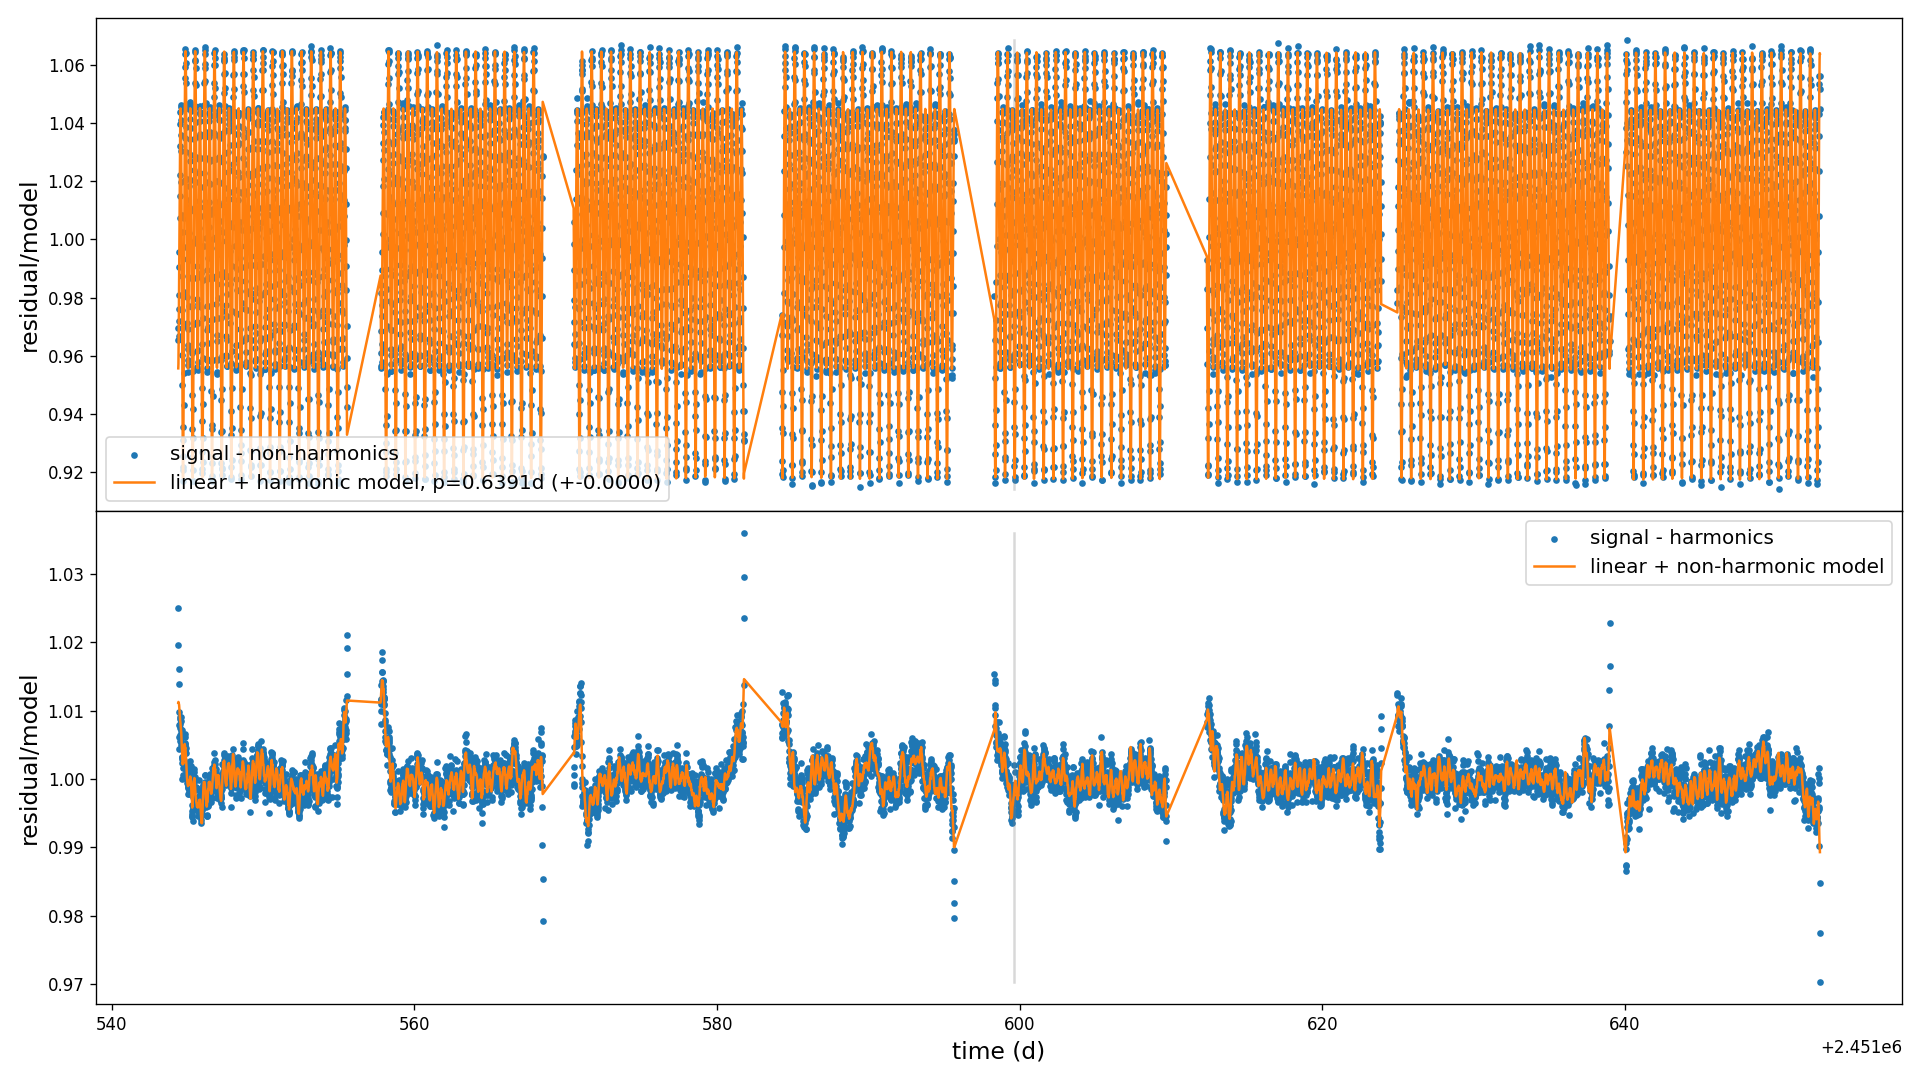 1.06
1.04
1.02
1.00
0.98
0.96
0.94
0.92
residual/model
signal - non-harmonics
linear + harmonic model, p=0.6391d (+-0.0000)
1.03
1.02
1.01
1.00
0.99
0.98
0.97
residual/model
signal - harmonics
linear + non-harmonic model
540 560 580 600 620 640
time (d)
+2.451e6